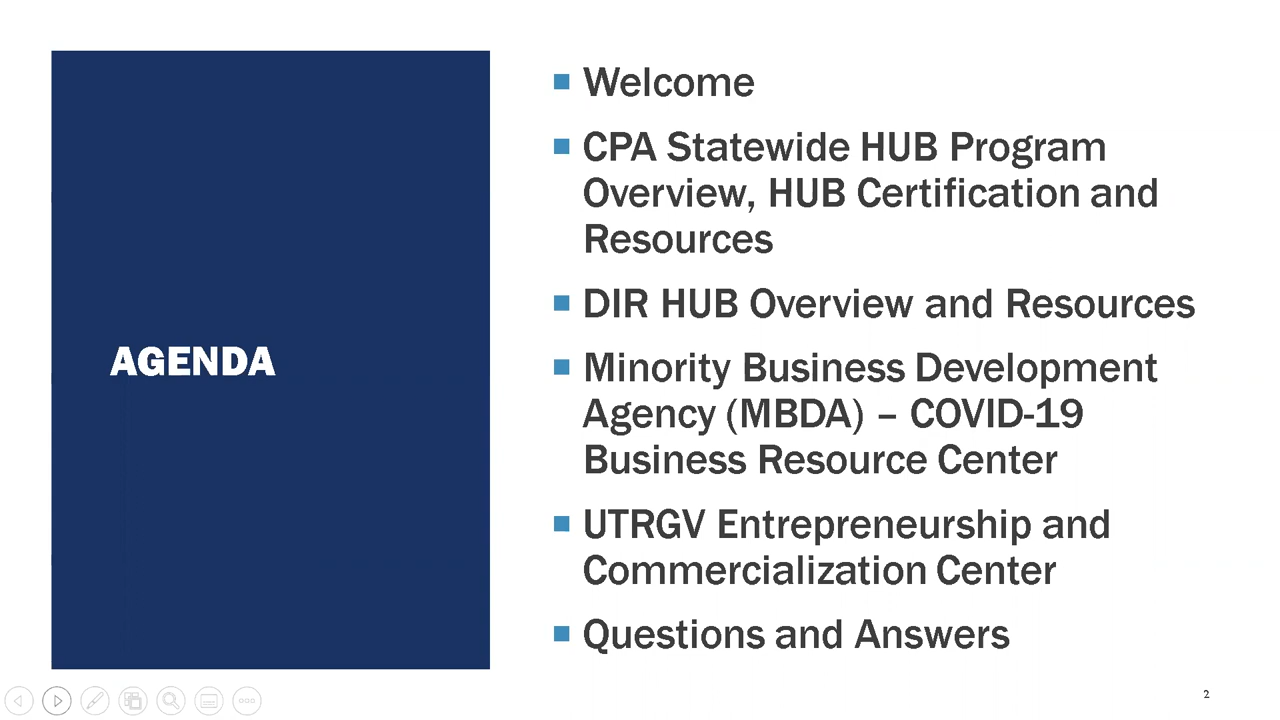 AGENDA
Welcome
CPA Statewide HUB Program
Overview, HUB Certification and
Resources
DIR HUB Overview and Resources
Minority Business Development
Agency (MBDA) – COVID-19
Business Resource Center
UTRGV Entrepreneurship and
Commercialization Center
Questions and Answers
2